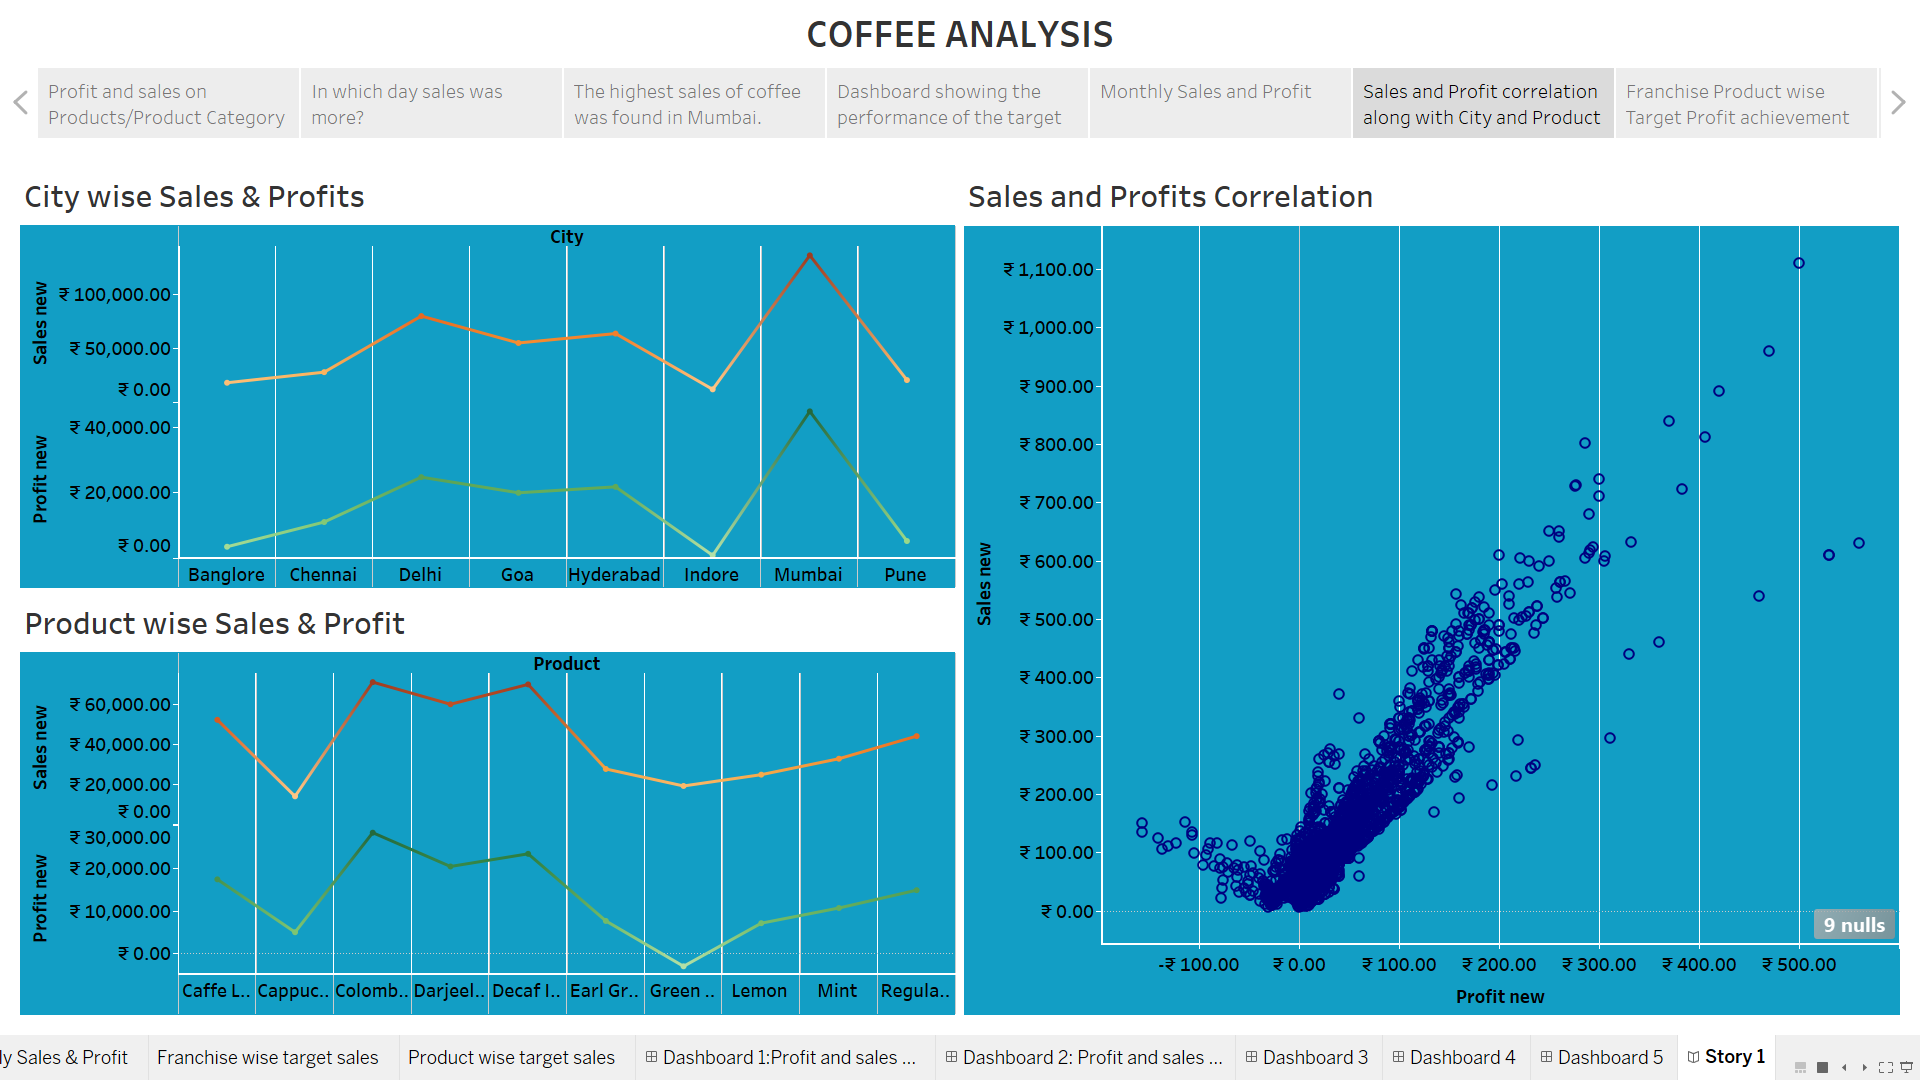 COFFEE ANALYSIS
Profit and sales on
Products/Product Category
In which day sales was
more?
The highest sales of coffee
was found in Mumbai.
Dashboard showing the
performance of the target
Monthly Sales and Profit
Sales and Profit correlation
along with City and Product
Franchise Product wise
Target Profit achievement
City wise Sales & Profits
City
Sales new
₹ 100,000.00
₹ 50,000.00
₹ 0.00
Profit new
₹ 40,000.00
₹ 20,000.00
₹ 0.00
Banglore Chennai Delhi Goa Hyderabad Indore Mumbai Pune
Product wise Sales & Profit
Product
Sales new
₹ 60,000.00
₹ 40,000.00
₹ 20,000.00
₹ 0.00
Profit new
₹ 30,000.00
₹ 20,000.00
₹ 10,000.00
₹ 0.00
Caffe L.. Cappuc.. Colomb.. Darjeel.. Decaf I.. Earl Gr.. Green .. Lemon Mint Regula..
Sales and Profits Correlation
Sales new
₹ 1,100.00
₹ 1,000.00
₹ 900.00
₹ 800.00
₹ 700.00
₹ 600.00
₹ 500.00
₹ 400.00
₹ 300.00
₹ 200.00
₹ 100.00
₹ 0.00
9 nulls
-₹ 100.00 ₹ 0.00 ₹ 100.00 ₹ 200.00 ₹ 300.00 ₹ 400.00 ₹ 500.00
Profit new
ly Sales & Profit Franchise wise target sales Product wise target sales Dashboard 1:Profit and sales ... Dashboard 2: Profit and sales ... Dashboard 3 Dashboard 4 Dashboard 5 Story 1